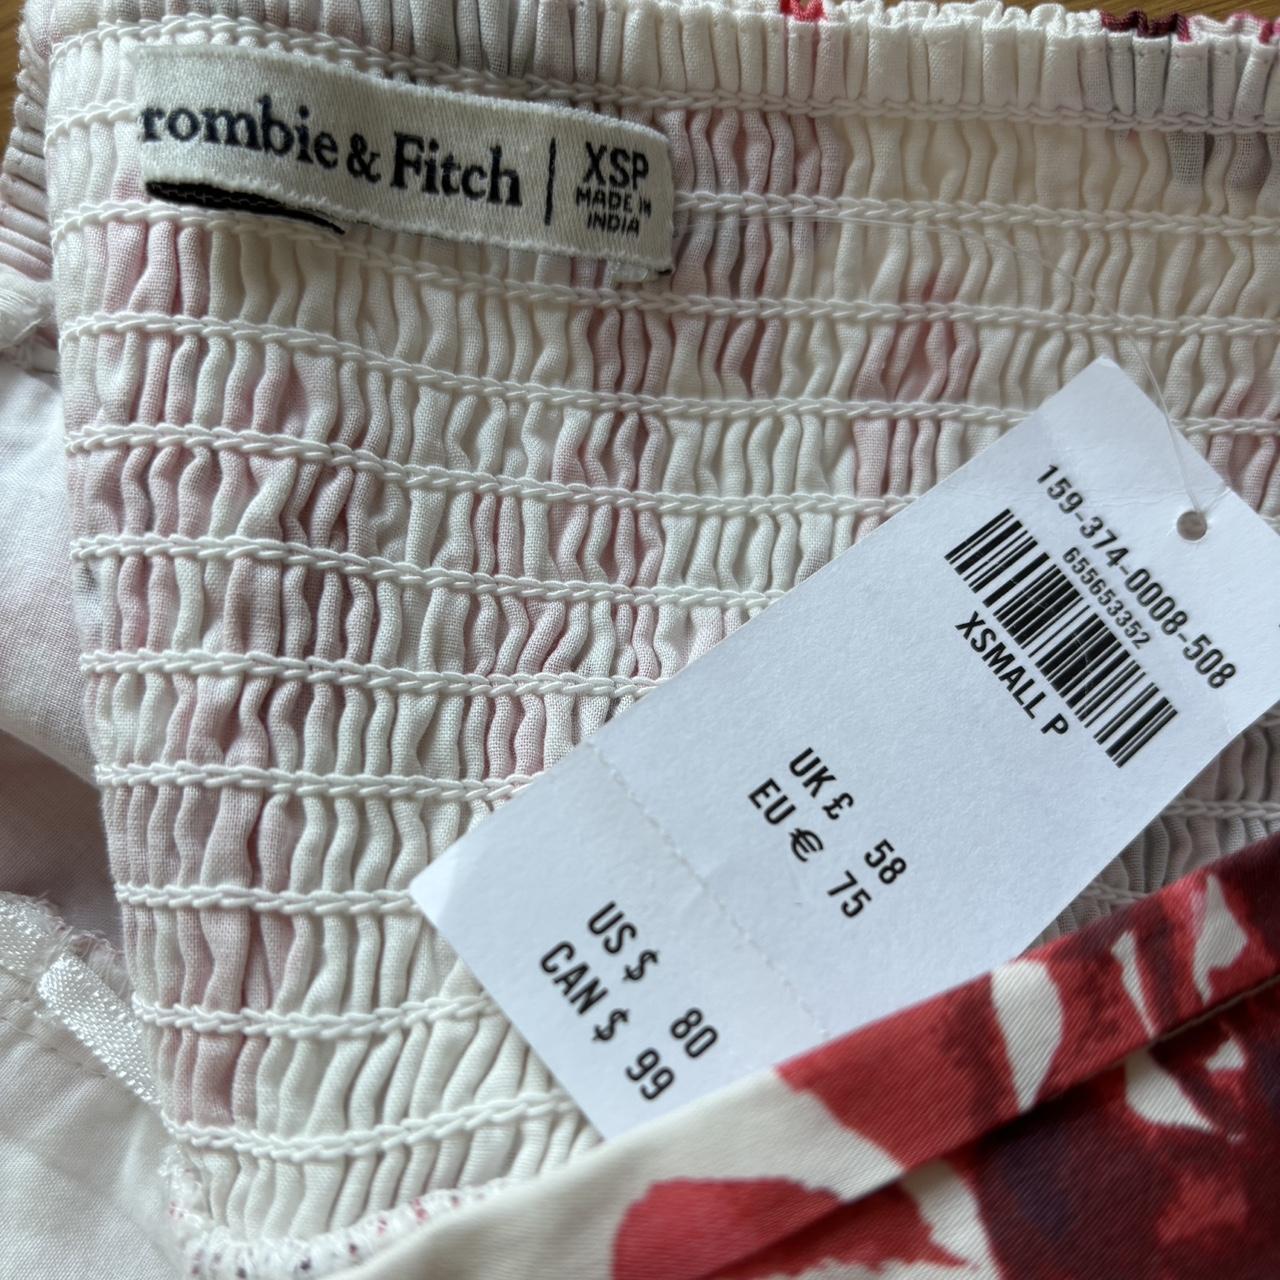 rombie & Fitch
XSP
MADE IN
INDIA
159-374-0008-508
655653352
XSMALL P
UK £ 58
EU € 75
US $ 80
CAN $ 99